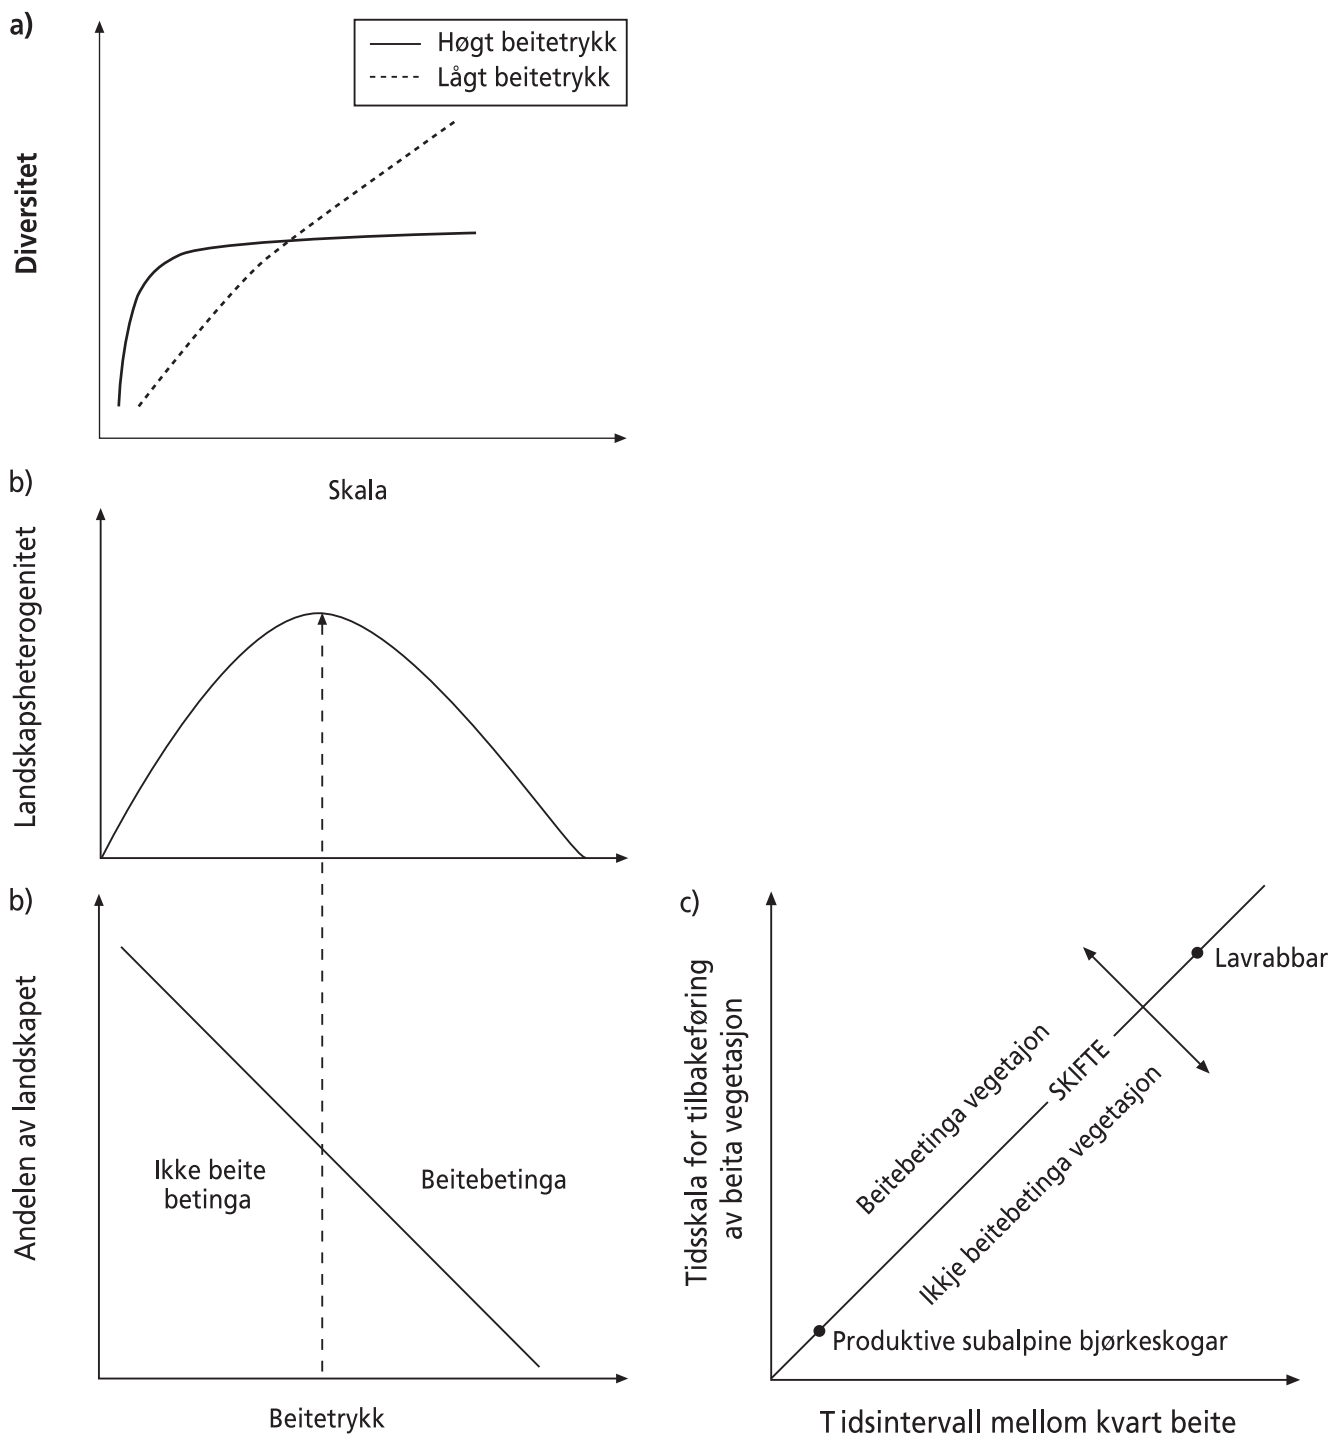 a)
Høgt beitetrykk
Lågt beitetrykk
Diversitet
Skala
b)
Landskapsheterogenitet
b)
Andelen av landskapet
Ikke beite
betinga
Beitebetinga
Beitetrykk
c)
Tidsskala for tilbakeføring
av beita vegetasjon
Lavrabbar
SKIFTE
Beitebetinga vegetajon
Ikkje beitebetinga vegetasjon
Produktive subalpine bjørkeskogar
Tidsintervall mellom kvart beite